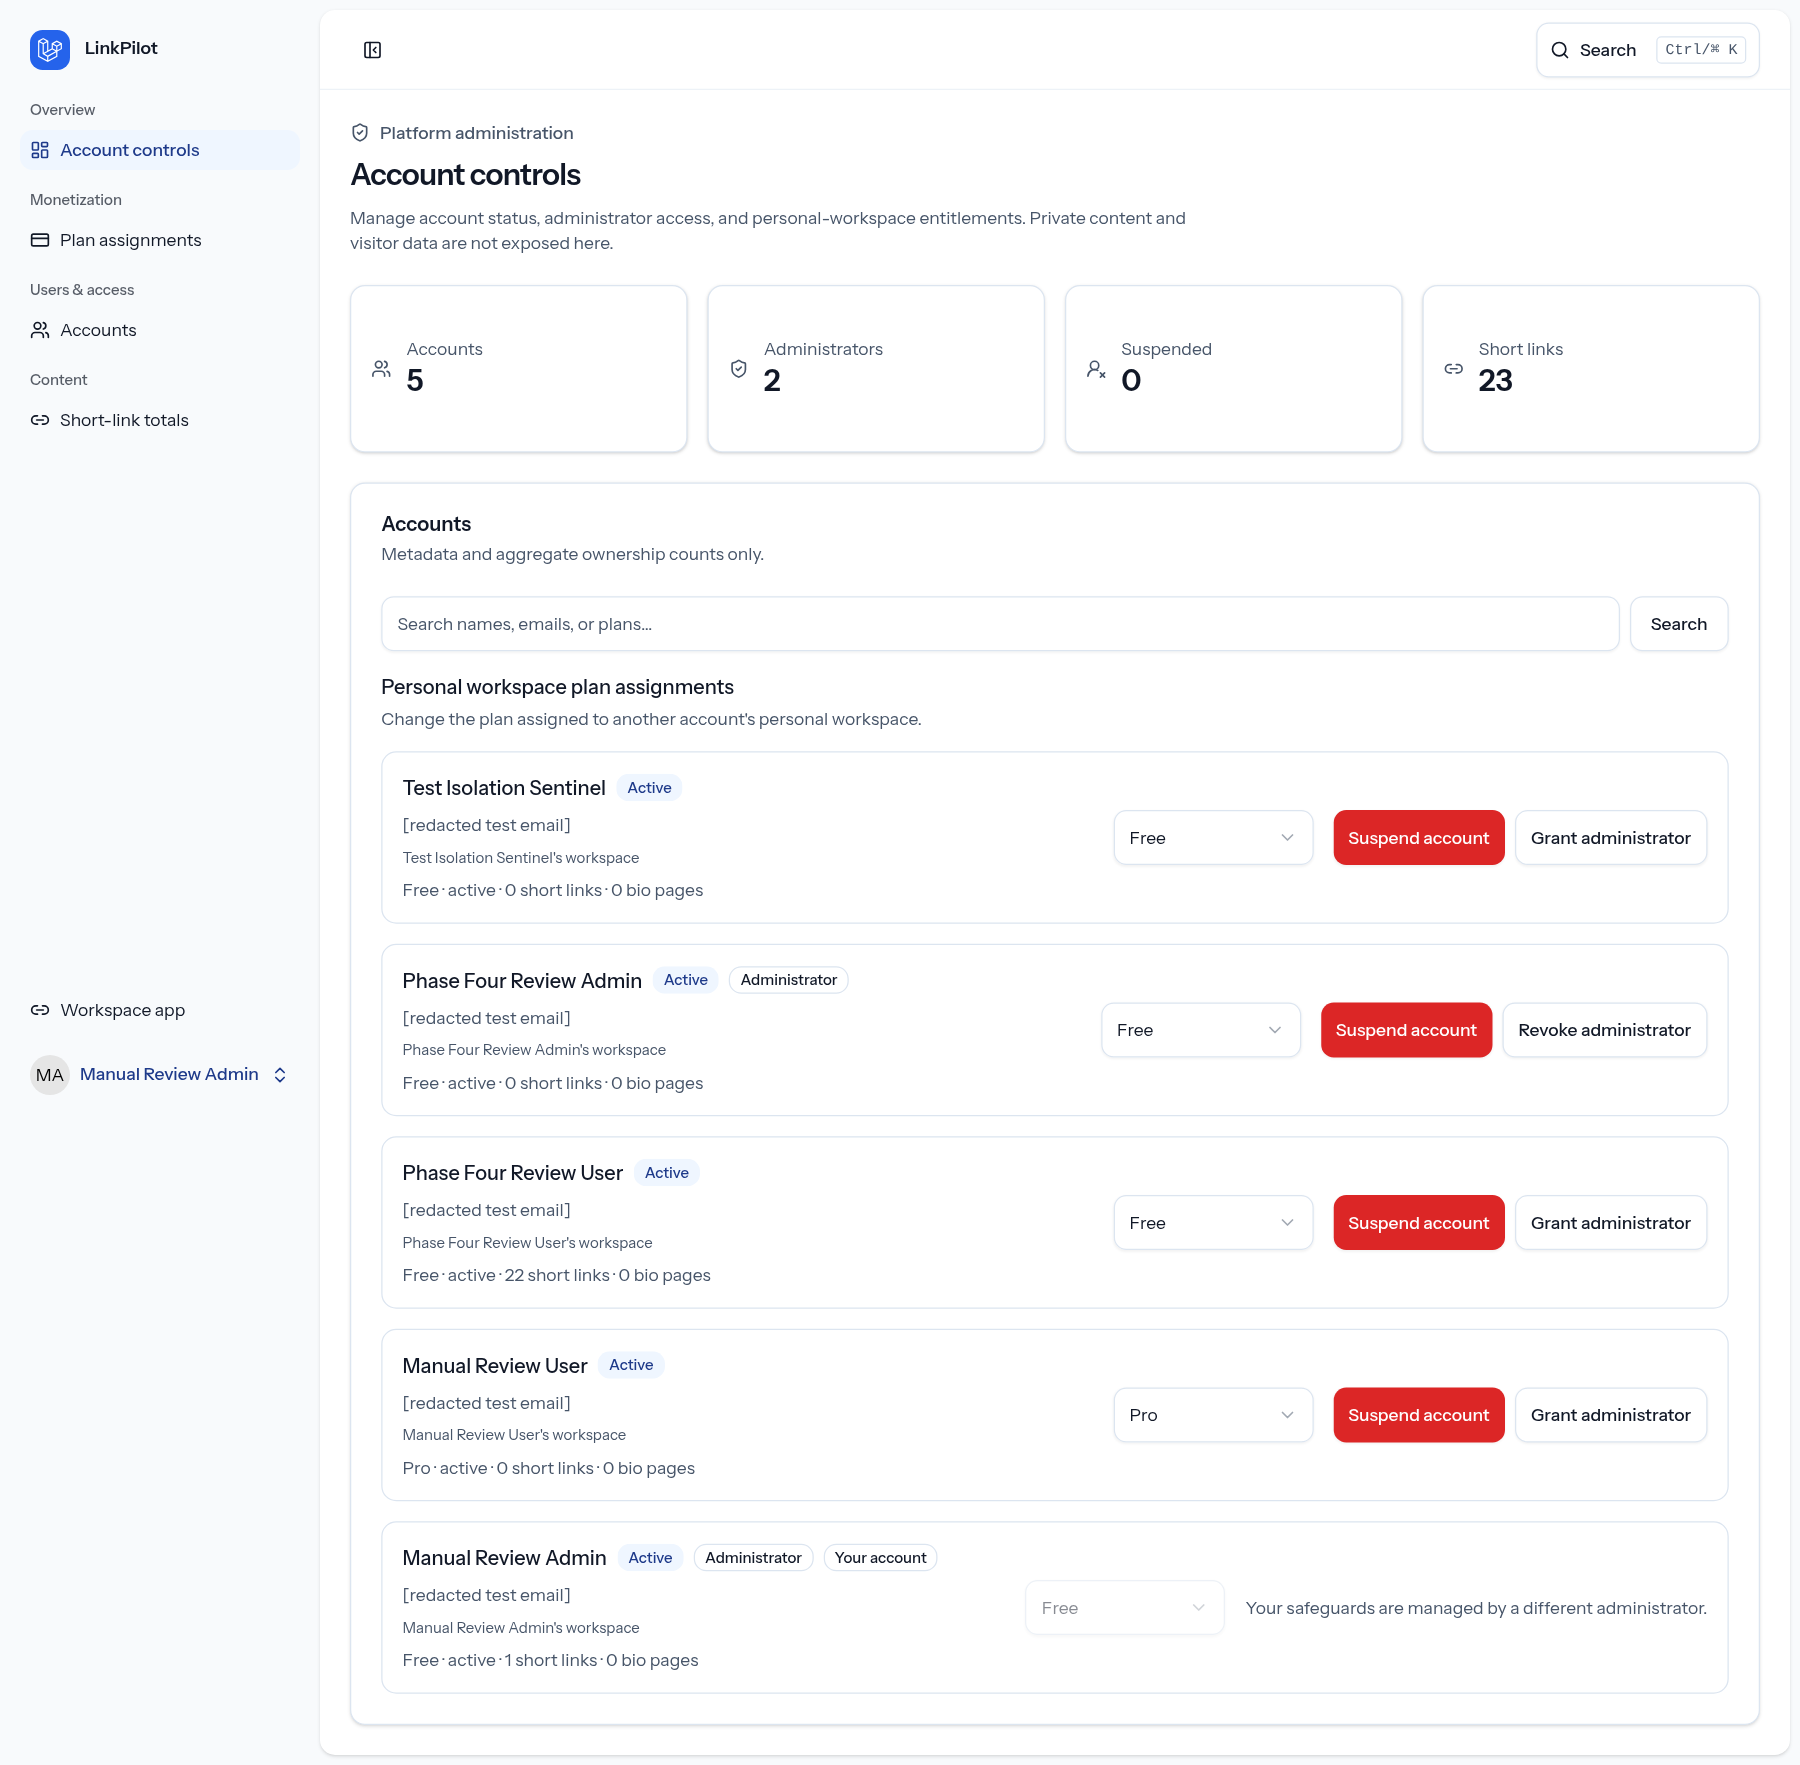 LinkPilot
Overview
Account controls
Monetization
Plan assignments
Users & access
Accounts
Content
Short-link totals
Workspace app
MA Manual Review Admin
Search Ctrl/⌘ K
Platform administration
Account controls
Manage account status, administrator access, and personal-workspace entitlements. Private content and
visitor data are not exposed here.
Accounts
5
Administrators
2
Suspended
0
Short links
23
Accounts
Metadata and aggregate ownership counts only.
Search names, emails, or plans... Search
Personal workspace plan assignments
Change the plan assigned to another account's personal workspace.
Test Isolation Sentinel Active
[redacted test email]
Test Isolation Sentinel's workspace
Free · active · 0 short links · 0 bio pages
Free Suspend account Grant administrator
Phase Four Review Admin Active Administrator
[redacted test email]
Phase Four Review Admin's workspace
Free · active · 0 short links · 0 bio pages
Free Suspend account Revoke administrator
Phase Four Review User Active
[redacted test email]
Phase Four Review User's workspace
Free · active · 22 short links · 0 bio pages
Free Suspend account Grant administrator
Manual Review User Active
[redacted test email]
Manual Review User's workspace
Pro · active · 0 short links · 0 bio pages
Pro Suspend account Grant administrator
Manual Review Admin Active Administrator Your account
[redacted test email]
Manual Review Admin's workspace
Free · active · 1 short links · 0 bio pages
Free Your safeguards are managed by a different administrator.